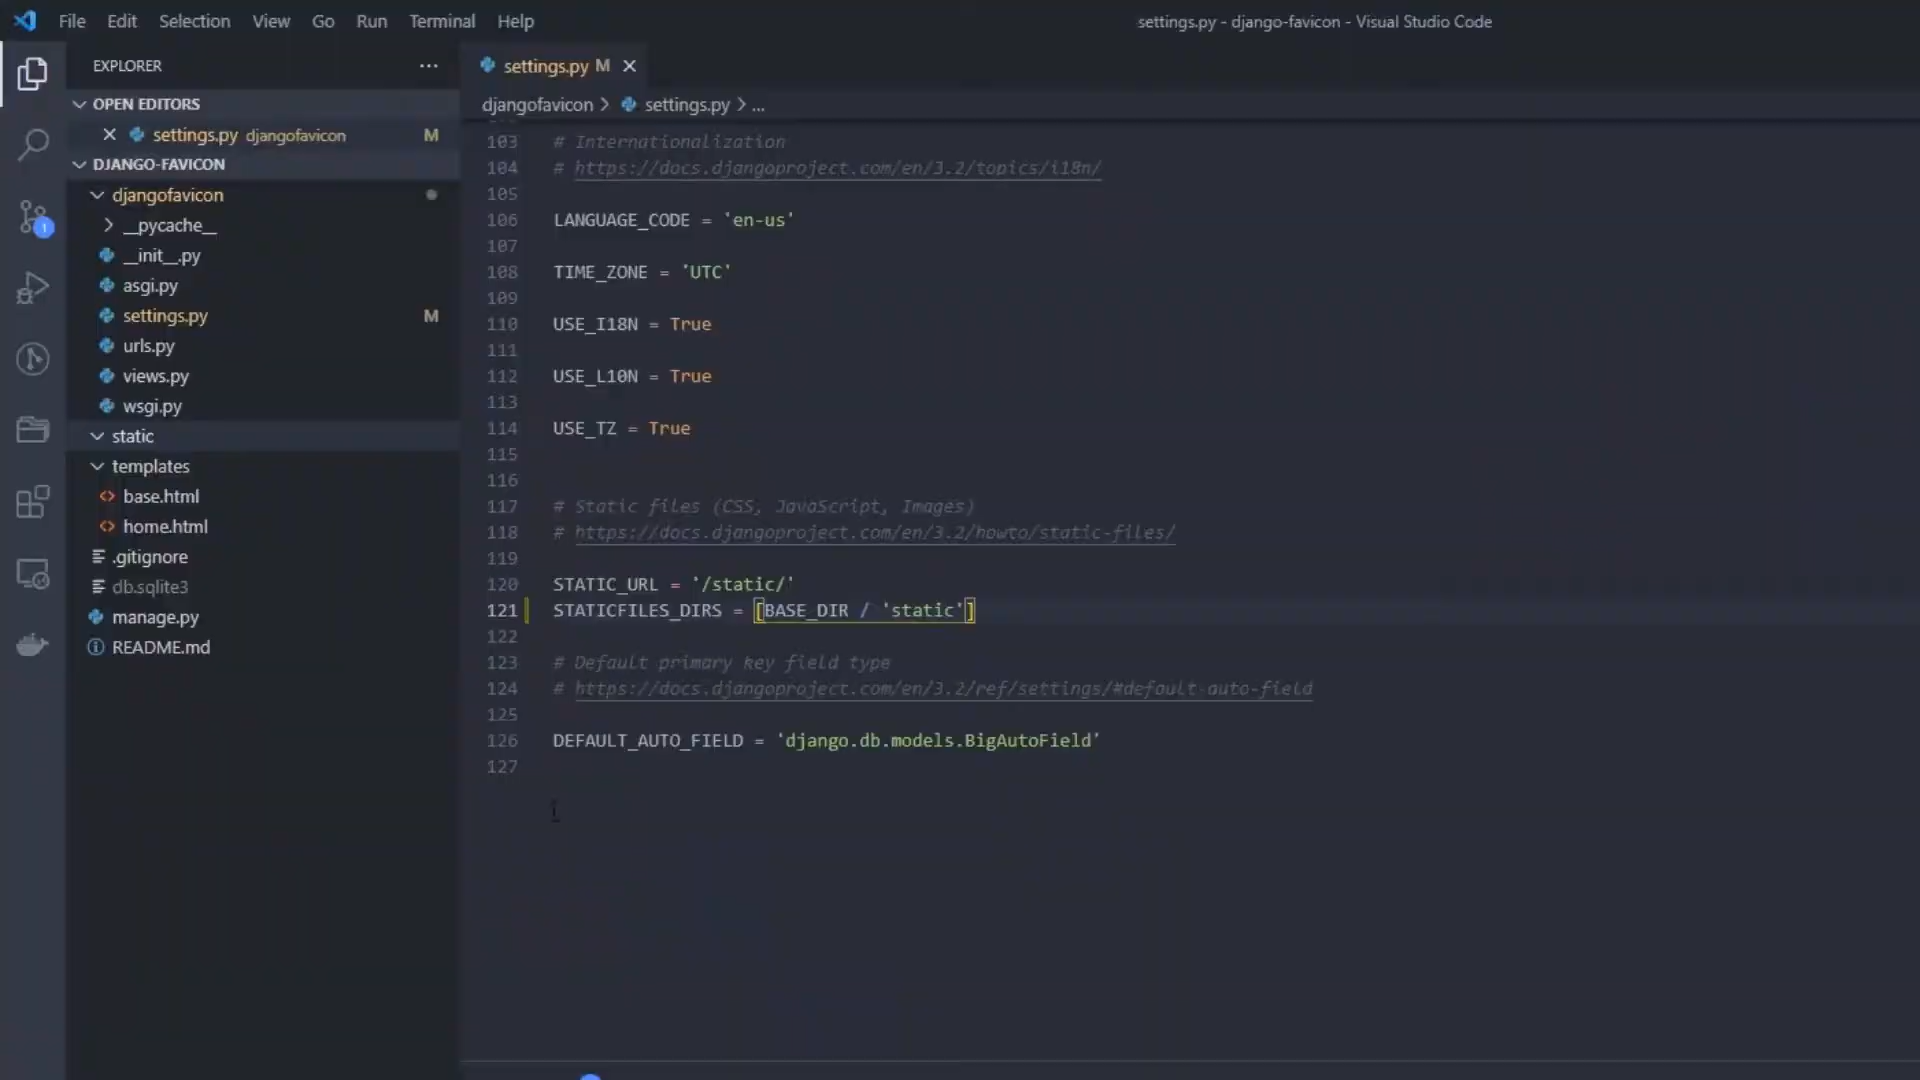 File Edit Selection View Go Run Terminal Help
settings.py - django-favicon - Visual Studio Code
EXPLORER
OPEN EDITORS
settings.py djangofavicon M
DJANGO-FAVICON
djangofavicon
__pycache__
__init__.py
asgi.py
settings.py M
urls.py
views.py
wsgi.py
static
templates
base.html
home.html
.gitignore
db.sqlite3
manage.py
README.md
1
settings.py M
djangofavicon > settings.py > ...
103 # Internationalization
104 # https://docs.djangoproject.com/en/3.2/topics/i18n/
105
106 LANGUAGE_CODE = 'en-us'
107
108 TIME_ZONE = 'UTC'
109
110 USE_I18N = True
111
112 USE_L10N = True
113
114 USE_TZ = True
115
116
117 # Static files (CSS, JavaScript, Images)
118 # https://docs.djangoproject.com/en/3.2/howto/static-files/
119
120 STATIC_URL = '/static/'
121 STATICFILES_DIRS = [BASE_DIR / 'static']
122
123 # Default primary key field type
124 # https://docs.djangoproject.com/en/3.2/ref/settings/#default-auto-field
125
126 DEFAULT_AUTO_FIELD = 'django.db.models.BigAutoField'
127